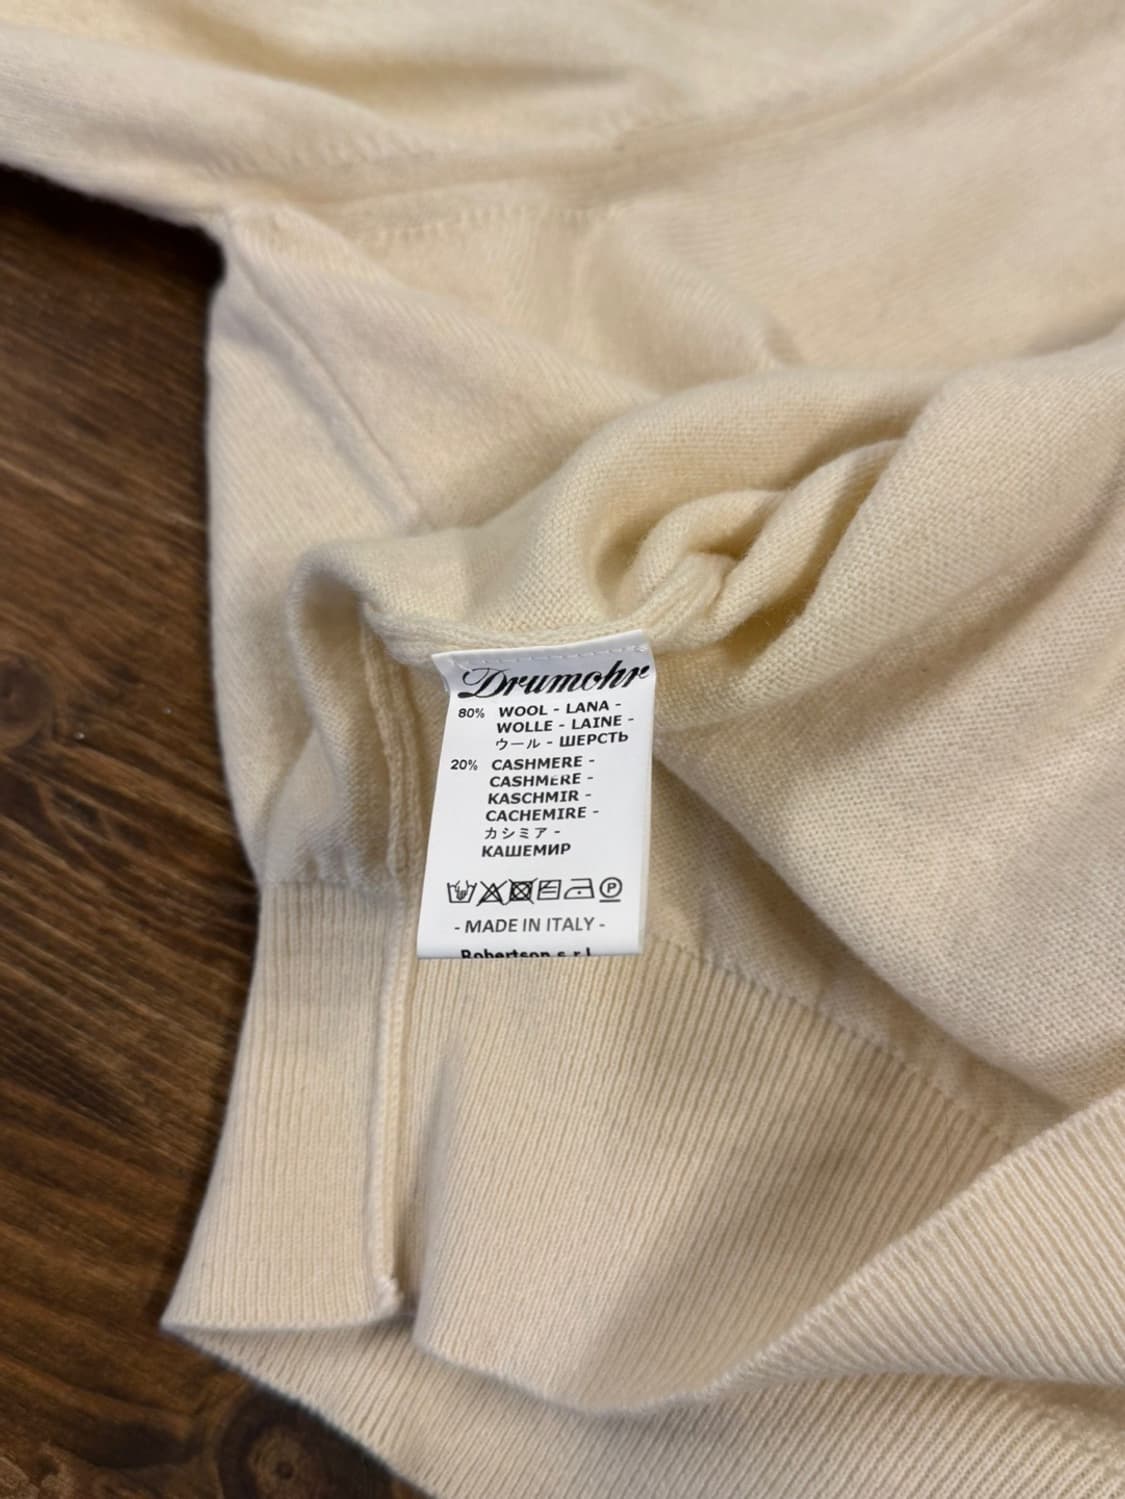 Drumohr
80% WOOL - LANA -
WOLLE - LAINE -
ウール - ШЕРСТЬ
20% CASHMERE -
CASHMERE -
KASCHMIR -
CACHEMIRE -
カシミア -
КАШЕМИР
P
- MADE IN ITALY -
Robertson s.r.l.